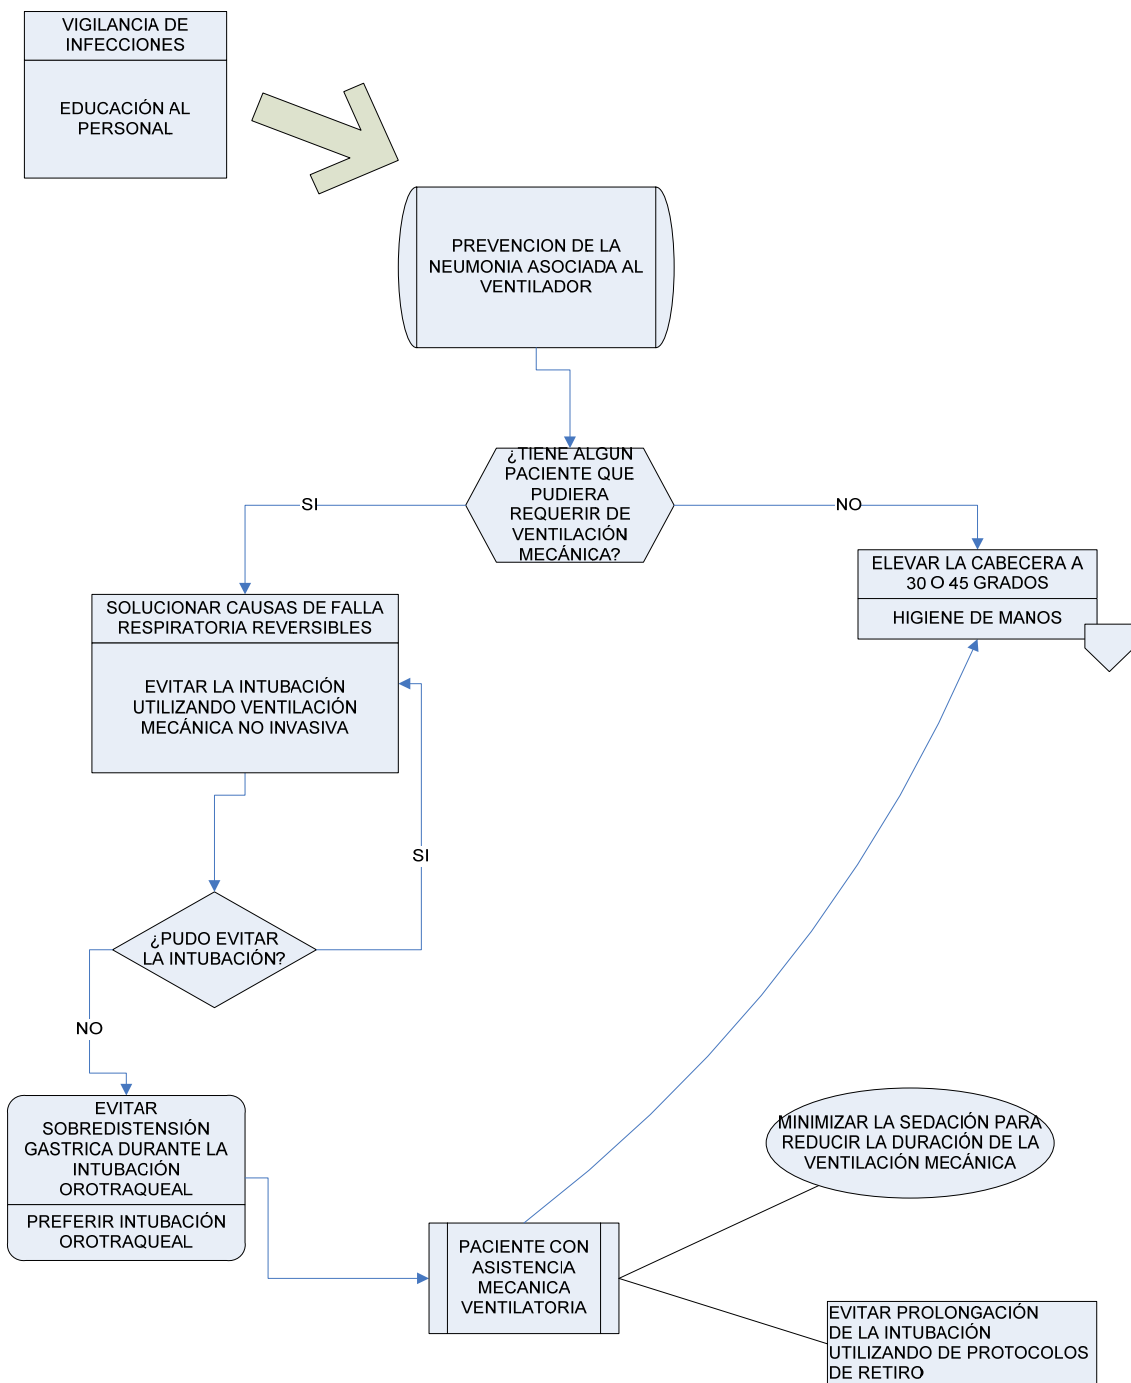 VIGILANCIA DE
INFECCIONES
EDUCACIÓN AL
PERSONAL
PREVENCION DE LA
NEUMONIA ASOCIADA AL
VENTILADOR
¿TIENE ALGUN
PACIENTE QUE
PUDIERA
REQUERIR DE
VENTILACIÓN
MECÁNICA?
SI
NO
ELEVAR LA CABECERA A
30 O 45 GRADOS
HIGIENE DE MANOS
SOLUCIONAR CAUSAS DE FALLA
RESPIRATORIA REVERSIBLES
EVITAR LA INTUBACIÓN
UTILIZANDO VENTILACIÓN
MECÁNICA NO INVASIVA
SI
¿PUDO EVITAR
LA INTUBACIÓN?
NO
EVITAR
SOBREDISTENSIÓN
GASTRICA DURANTE LA
INTUBACIÓN
OROTRAQUEAL
PREFERIR INTUBACIÓN
OROTRAQUEAL
MINIMIZAR LA SEDACIÓN PARA
REDUCIR LA DURACIÓN DE LA
VENTILACIÓN MECÁNICA
PACIENTE CON
ASISTENCIA
MECANICA
VENTILATORIA
EVITAR PROLONGACIÓN
DE LA INTUBACIÓN
UTILIZANDO DE PROTOCOLOS
DE RETIRO